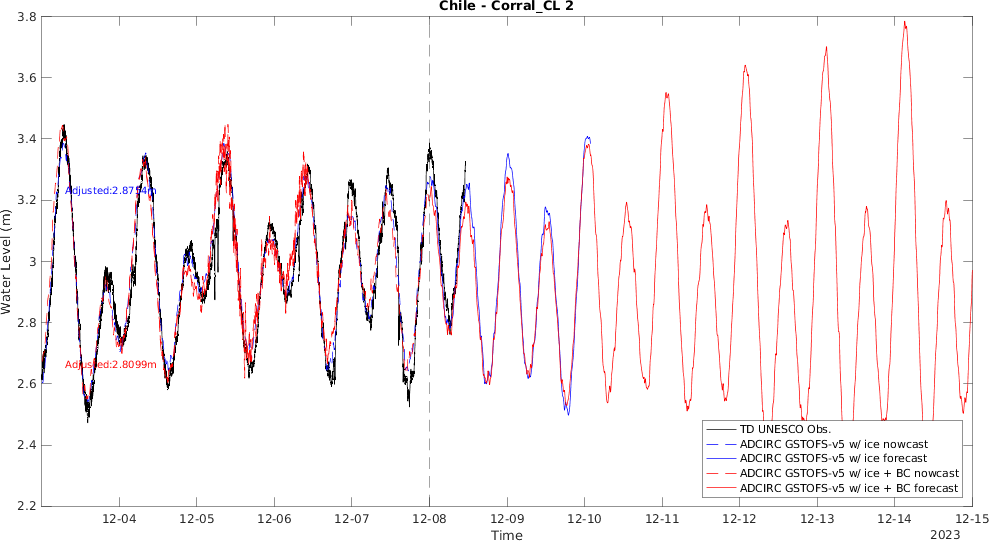 Chile - Corral_CL 2
Water Level (m)
3.8
3.6
3.4
3.2
3
2.8
2.6
2.4
2.2
Adjusted:2.8754m
Adjusted:2.8099m
TD UNESCO Obs.
ADCIRC GSTOFS-v5 w/ ice nowcast
ADCIRC GSTOFS-v5 w/ ice forecast
ADCIRC GSTOFS-v5 w/ ice + BC nowcast
ADCIRC GSTOFS-v5 w/ ice + BC forecast
12-04 12-05 12-06 12-07 12-08 12-09 12-10 12-11 12-12 12-13 12-14 12-15
Time
2023